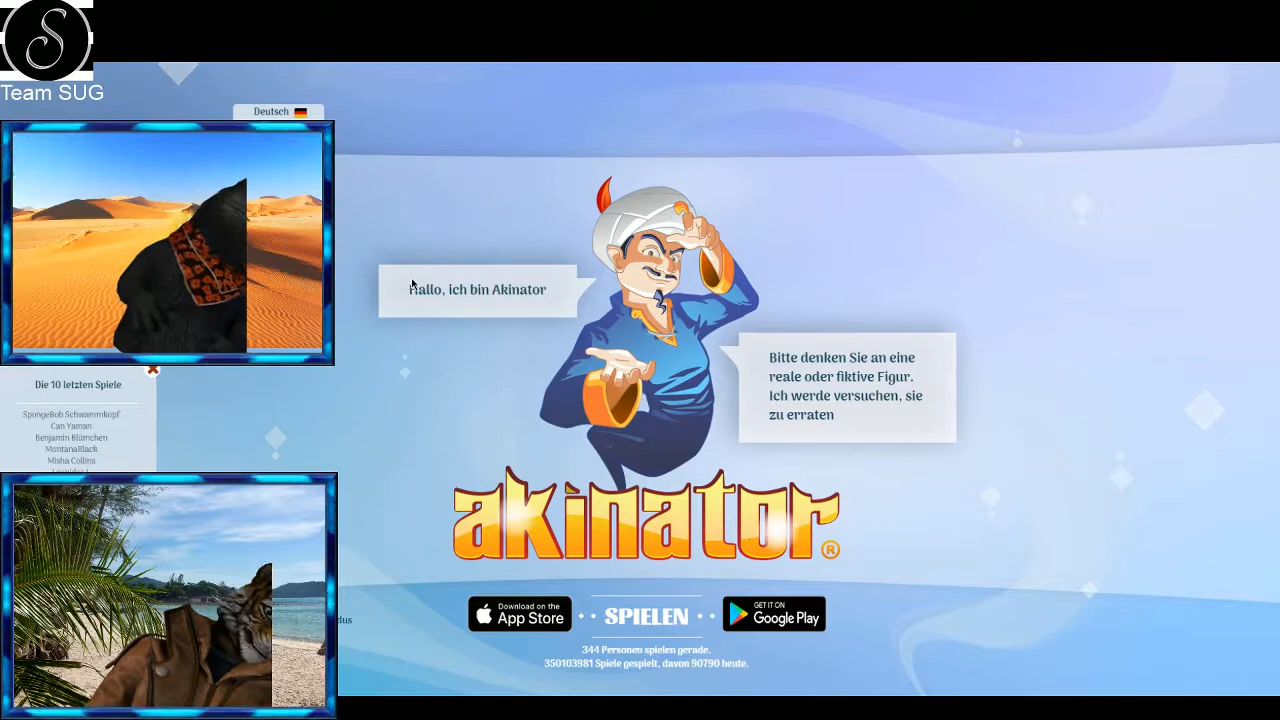 S
Team SUG
Deutsch
Hallo, ich bin Akinator
Bitte denken Sie an eine
reale oder fiktive Figur.
Ich werde versuchen, sie
zu erraten
Die 10 letzten Spiele
SpongeBob Schwammkopf
Can Yaman
Benjamin Blümchen
MontanaBlack
Misha Collins
akinator®
Download on the
App Store
SPIELEN
GET IT ON
Google Play
344 Personen spielen gerade.
350103981 Spiele gespielt, davon 90790 heute.